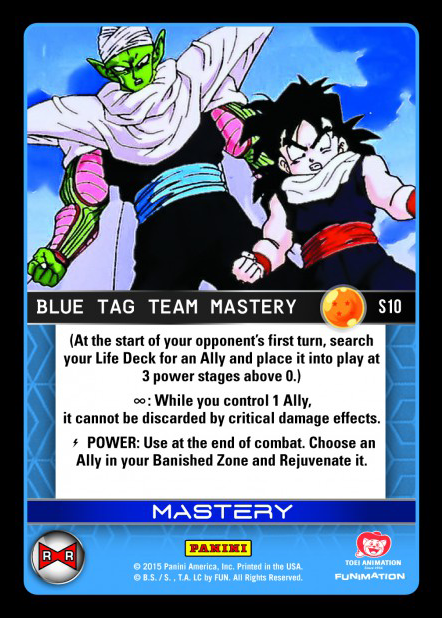 BLUE TAG TEAM MASTERY S10
(At the start of your opponent's first turn, search
your Life Deck for an Ally and place it into play at
3 power stages above 0.)
∞: While you control 1 Ally,
it cannot be discarded by critical damage effects.
⚡ POWER: Use at the end of combat. Choose an
Ally in your Banished Zone and Rejuvenate it.
MASTERY
R R
PANINI
© 2015 Panini America, Inc. Printed in the USA.
© B.S. / S. , T.A. LC by FUN. All Rights Reserved.
TOEI ANIMATION
FUNIMATION